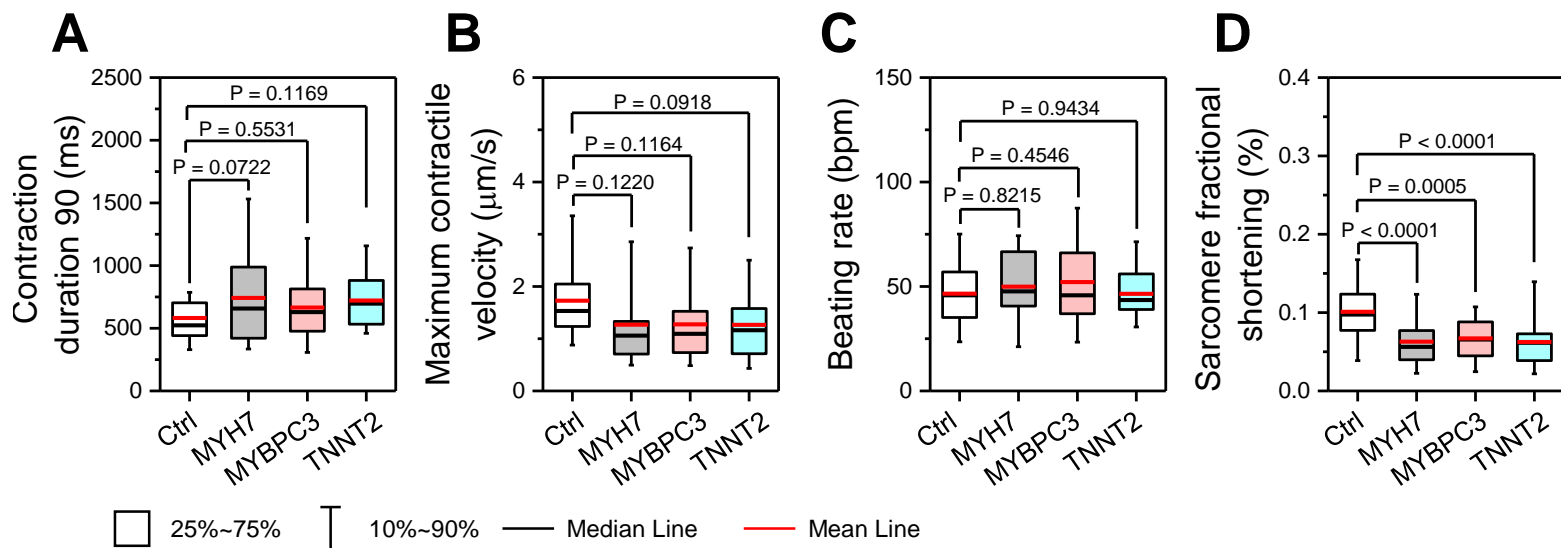 A
Contraction
duration 90 (ms)
2500
2000
1500
1000
500
0
P = 0.1169
P = 0.5531
P = 0.0722
Ctrl
MYH7
MYBPC3
TNNT2
B
Maximum contractile
velocity (μm/s)
6
4
2
0
P = 0.0918
P = 0.1164
P = 0.1220
Ctrl
MYH7
MYBPC3
TNNT2
C
Beating rate (bpm)
150
100
50
0
P = 0.9434
P = 0.4546
P = 0.8215
Ctrl
MYH7
MYBPC3
TNNT2
D
Sarcomere fractional
shortening (%)
0.4
0.3
0.2
0.1
0.0
P < 0.0001
P = 0.0005
P < 0.0001
Ctrl
MYH7
MYBPC3
TNNT2
25%~75%
10%~90%
Median Line
Mean Line